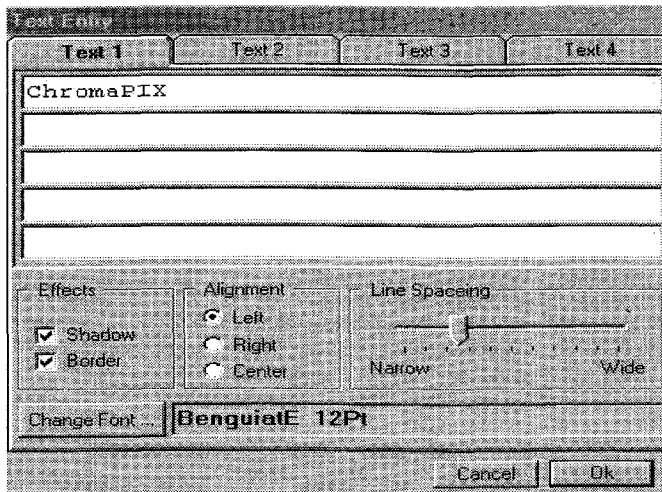 Text Entry
Text 1 Text 2 Text 3 Text 4
ChromaPIX
Effects Alignment Line Spaceing
Shadow Left
Border Right
Center
Narrow Wide
Change Font ... BenguiatE 12Pt
Cancel Ok